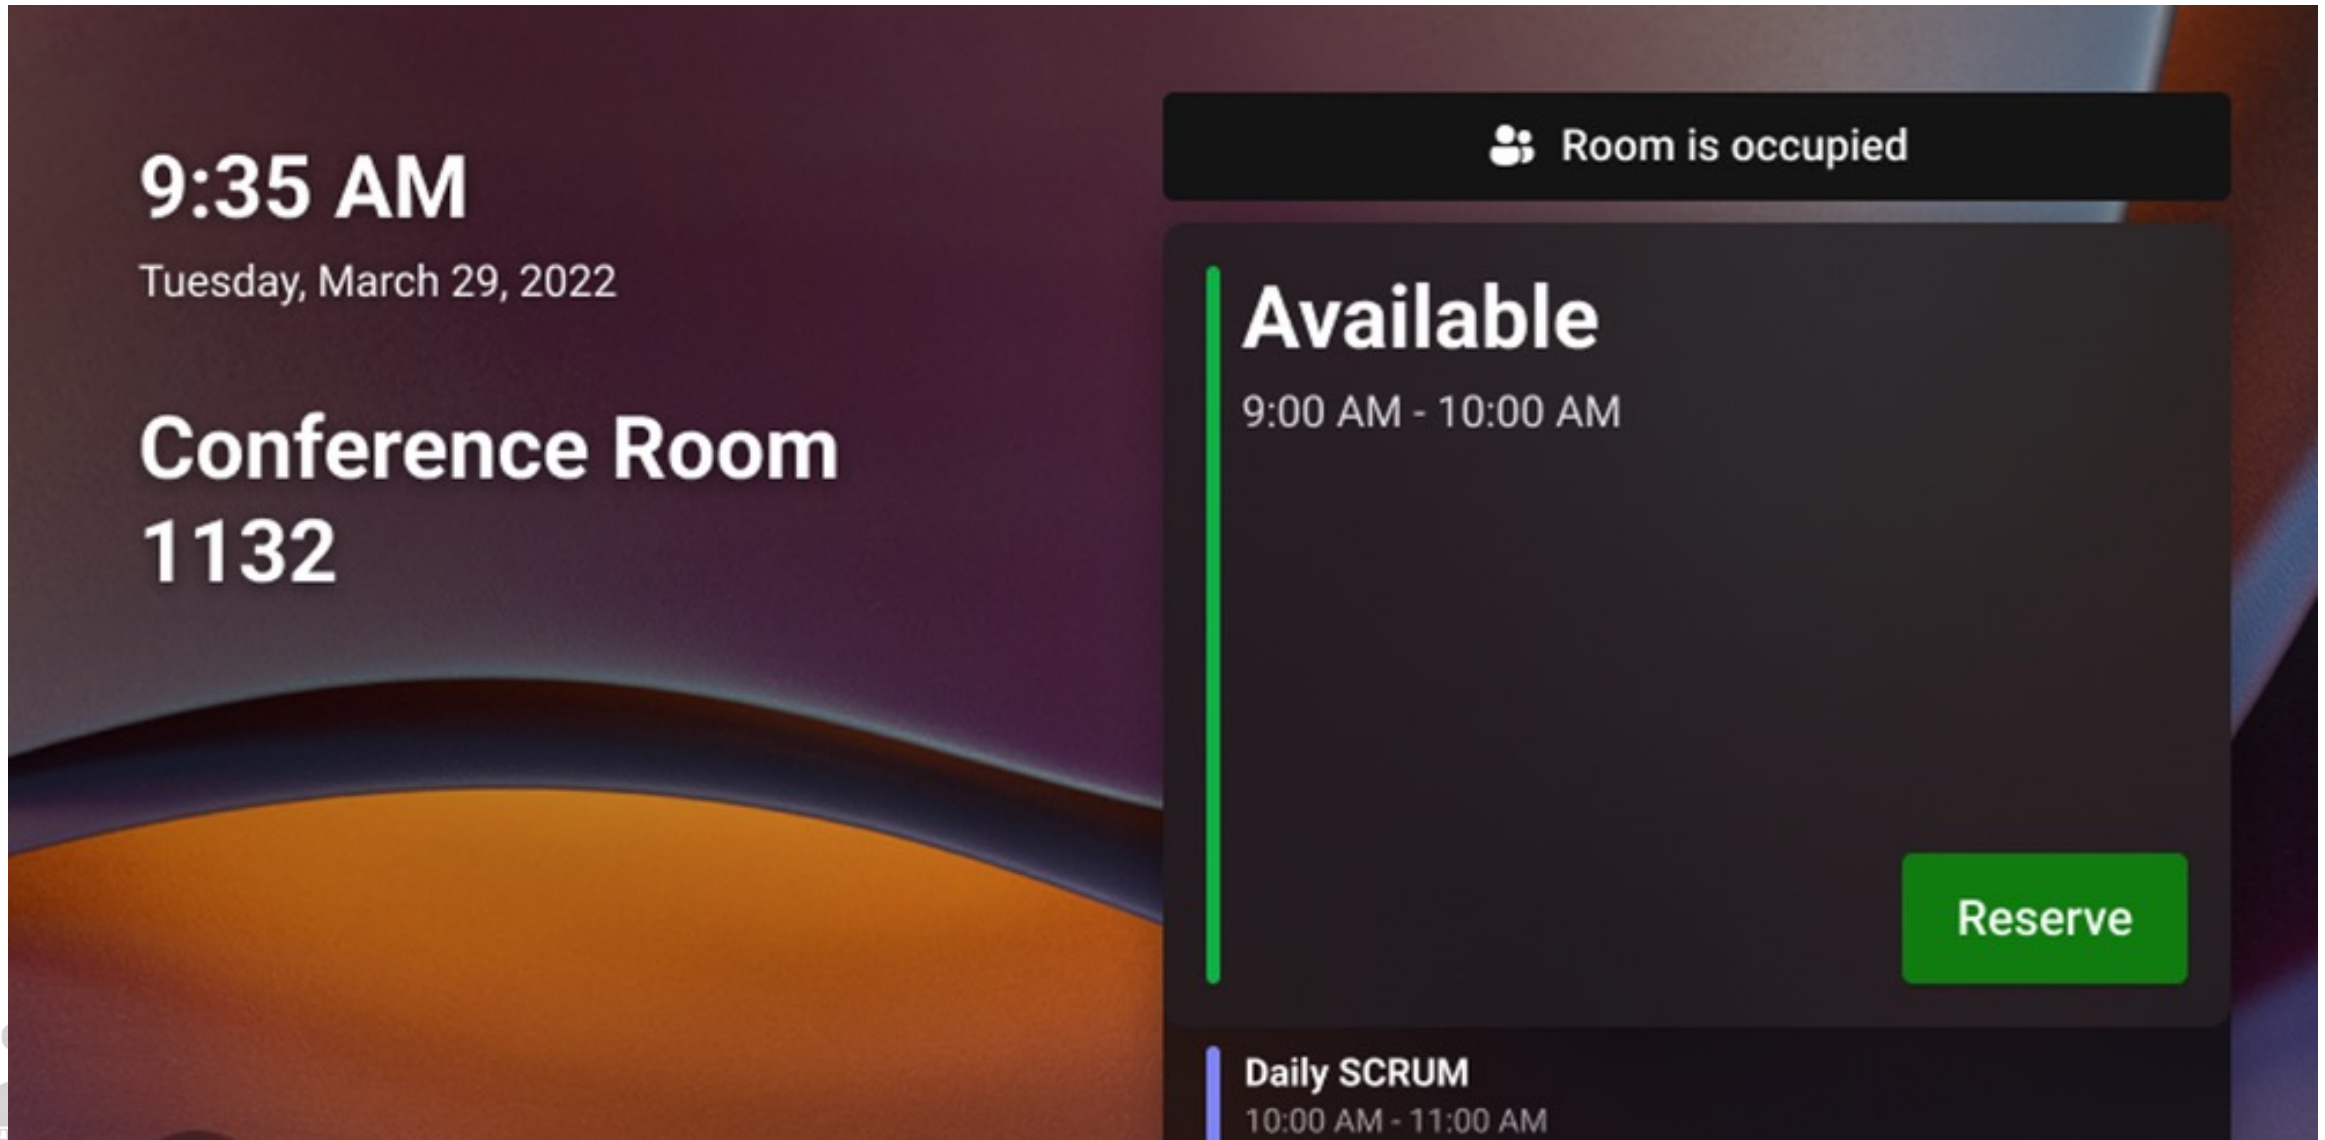 9:35 AM
Tuesday, March 29, 2022
Conference Room
1132
Room is occupied
Available
9:00 AM - 10:00 AM
Reserve
Daily SCRUM
10:00 AM - 11:00 AM